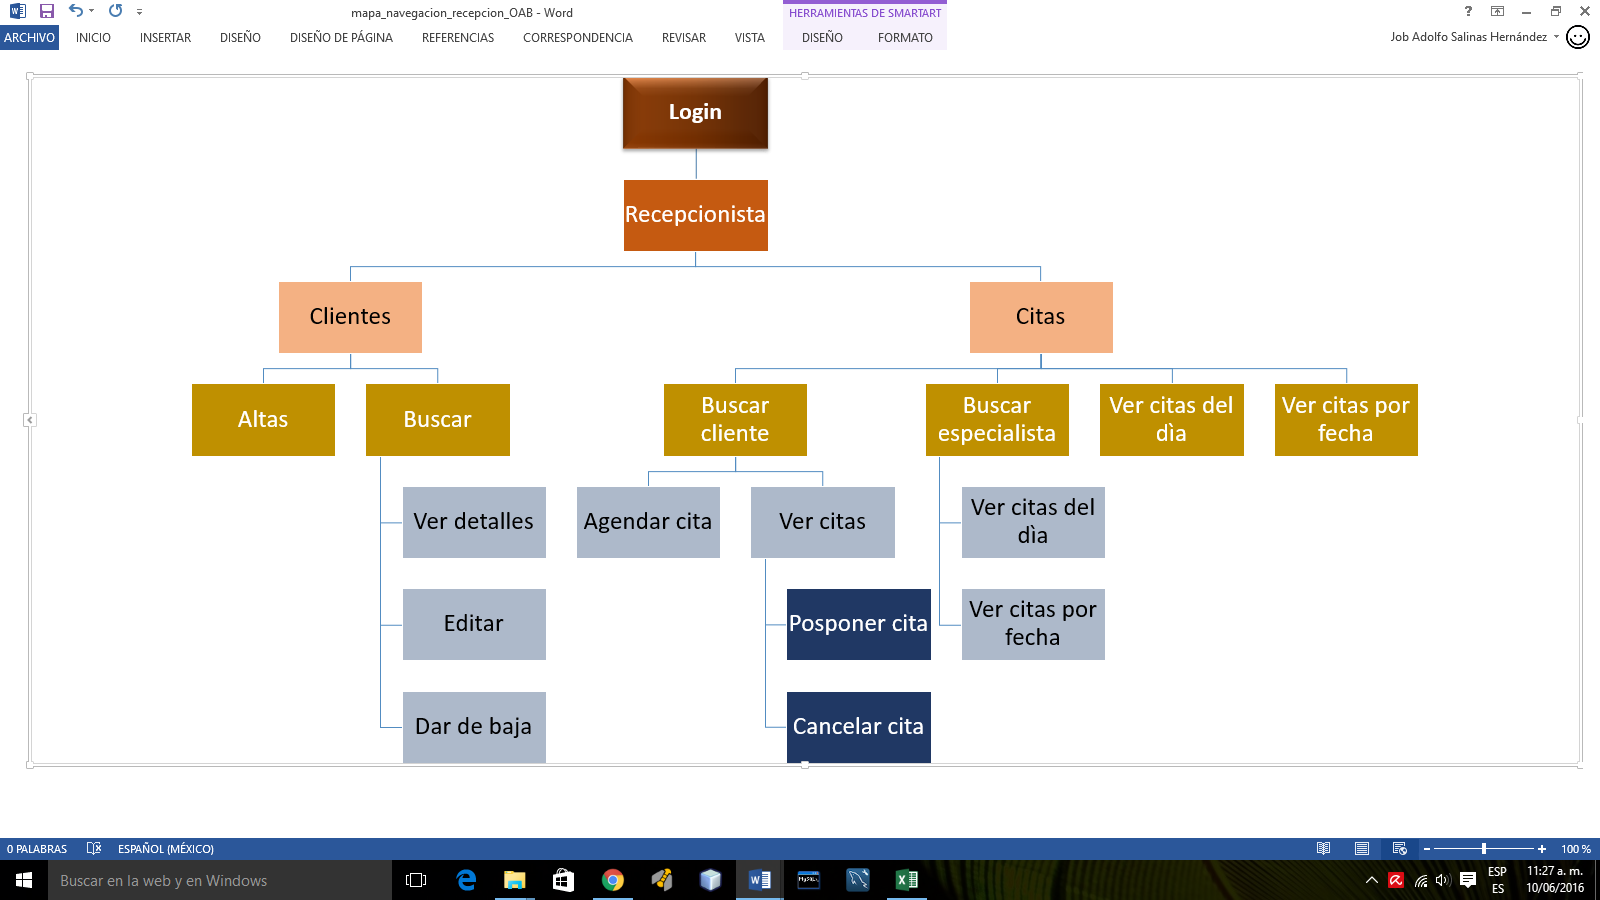 mapa_navegacion_recepcion_OAB - Word
HERRAMIENTAS DE SMARTART
?
ARCHIVO INICIO INSERTAR DISEÑO DISEÑO DE PÁGINA REFERENCIAS CORRESPONDENCIA REVISAR VISTA DISEÑO FORMATO
Job Adolfo Salinas Hernández
Login
Recepcionista
Clientes
Citas
Altas
Buscar
Buscar
cliente
Buscar
especialista
Ver citas del
dìa
Ver citas por
fecha
Ver detalles
Agendar cita
Ver citas
Ver citas del
dìa
Editar
Posponer cita
Ver citas por
fecha
Dar de baja
Cancelar cita
0 PALABRAS ESPAÑOL (MÉXICO)
100 %
Buscar en la web y en Windows
MySQL
ESP
ES
11:27 a. m.
10/06/2016